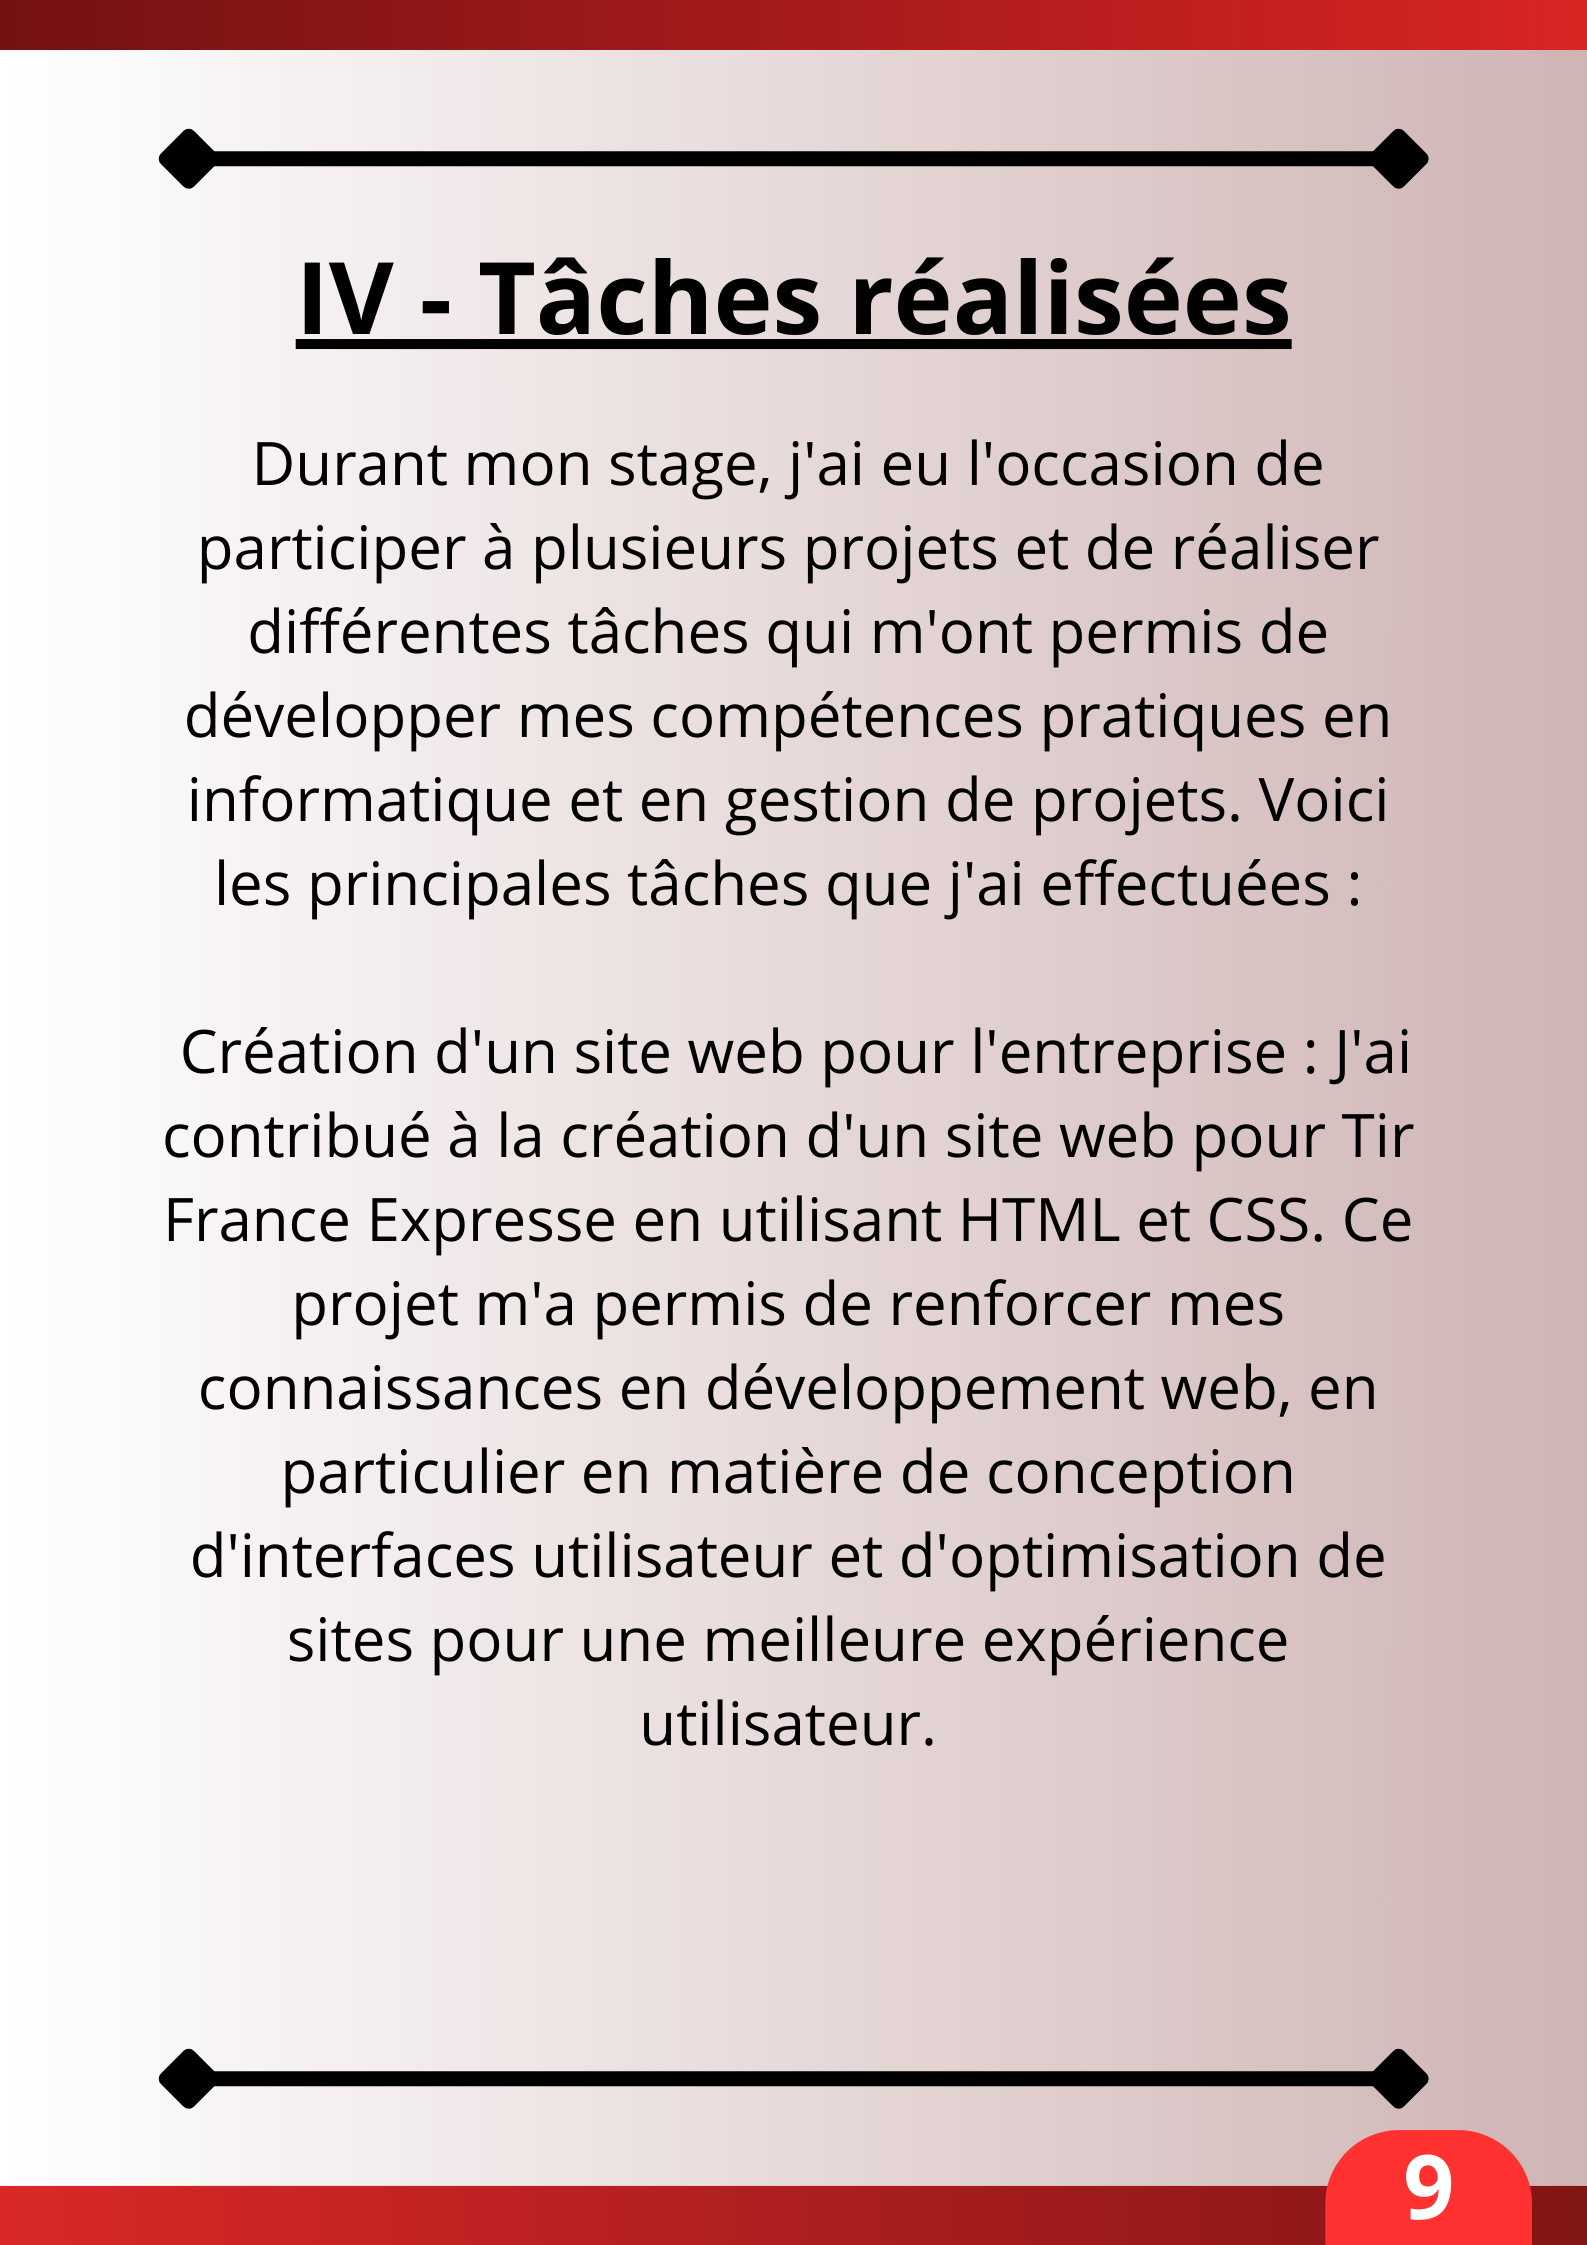 IV - Tâches réalisées
Durant mon stage, j'ai eu l'occasion de
participer à plusieurs projets et de réaliser
différentes tâches qui m'ont permis de
développer mes compétences pratiques en
informatique et en gestion de projets. Voici
les principales tâches que j'ai effectuées :
Création d'un site web pour l'entreprise : J'ai
contribué à la création d'un site web pour Tir
France Expresse en utilisant HTML et CSS. Ce
projet m'a permis de renforcer mes
connaissances en développement web, en
particulier en matière de conception
d'interfaces utilisateur et d'optimisation de
sites pour une meilleure expérience
utilisateur.
9